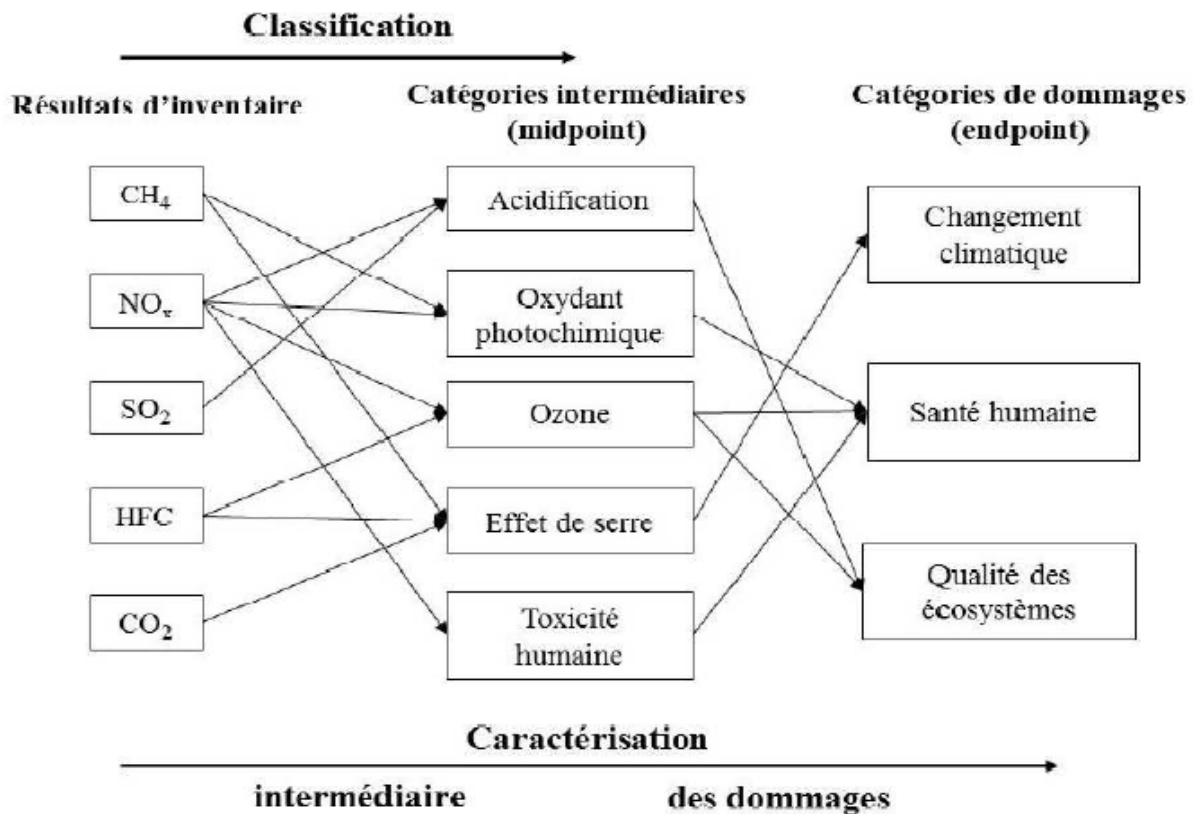 Classification
Résultats d'inventaire
Catégories intermédiaires
(midpoint)
Catégories de dommages
(endpoint)
CH₄
NOₓ
SO₂
HFC
CO₂
Acidification
Oxydant
photochimique
Ozone
Effet de serre
Toxicité
humaine
Changement
climatique
Santé humaine
Qualité des
écosystèmes
Caractérisation
intermédiaire
des dommages